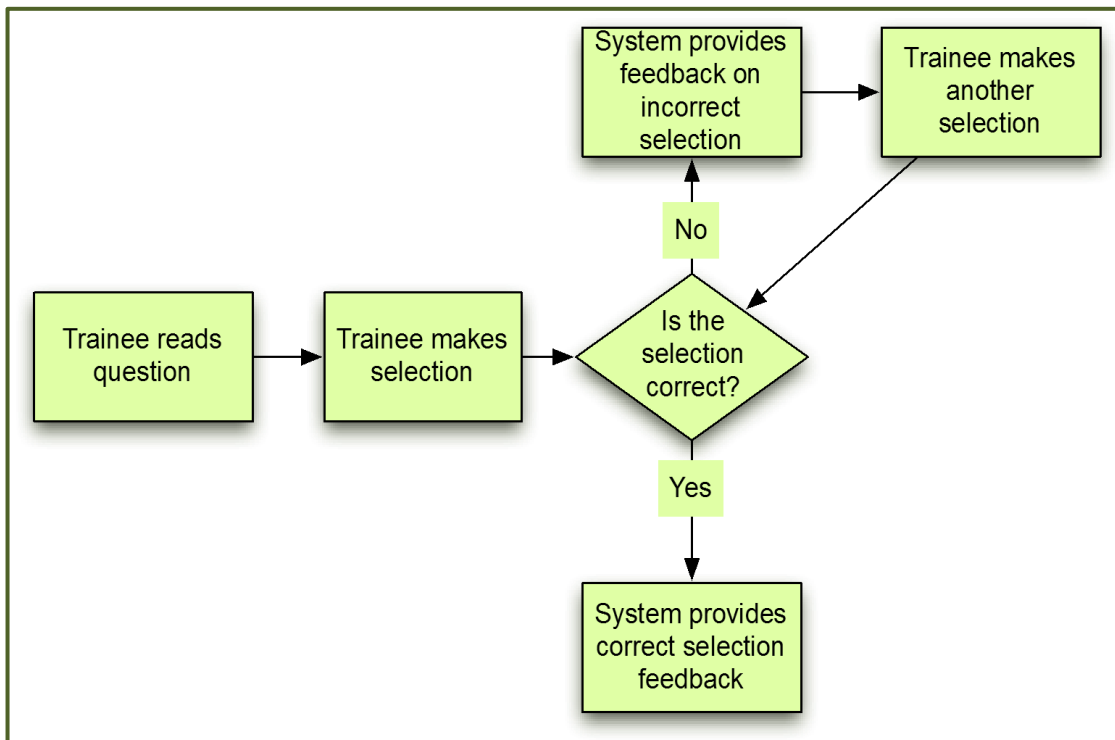 Trainee reads
question
Trainee makes
selection
Is the
selection
correct?
No
System provides
feedback on
incorrect
selection
Trainee makes
another
selection
Yes
System provides
correct selection
feedback